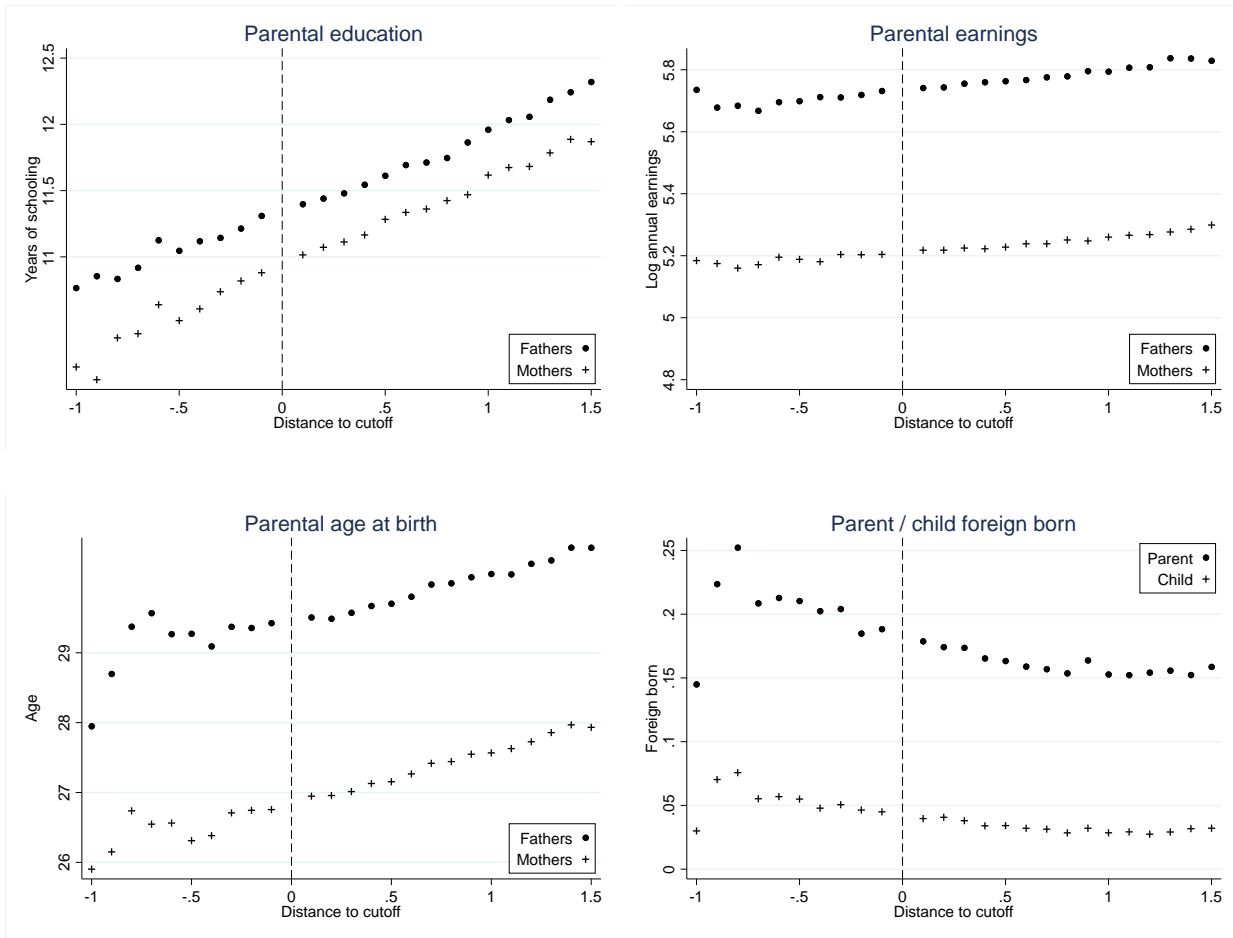 Parental education
Years of schooling
12.5
12
11.5
11
-1 -.5 0 .5 1 1.5
Distance to cutoff
Fathers
Mothers
Parental earnings
Log annual earnings
5.8
5.6
5.4
5.2
5
4.8
-1 -.5 0 .5 1 1.5
Distance to cutoff
Fathers
Mothers
Parental age at birth
Age
29
28
27
26
-1 -.5 0 .5 1 1.5
Distance to cutoff
Fathers
Mothers
Parent / child foreign born
Foreign born
.25
.2
.15
.1
.05
0
-1 -.5 0 .5 1 1.5
Distance to cutoff
Parent
Child